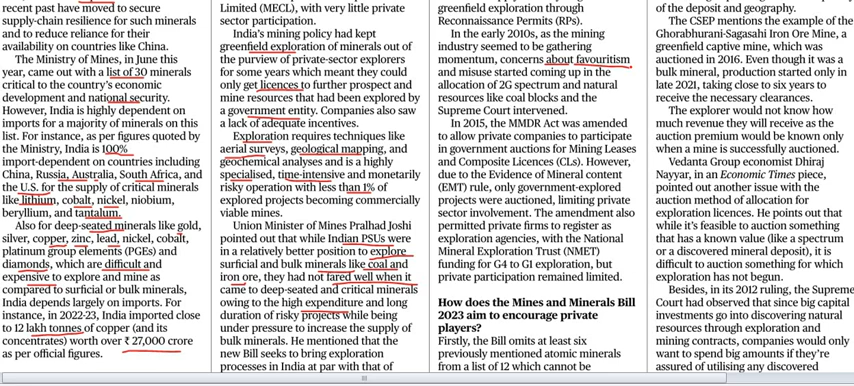 recent past have moved to secure
supply-chain resilience for such minerals
and to reduce reliance for their
availability on countries like China.
The Ministry of Mines, in June this
year, came out with a list of 30 minerals
critical to the country's economic
development and national security.
However, India is highly dependent on
imports for a majority of minerals on this
list. For instance, as per figures quoted by
the Ministry, India is 100%
import-dependent on countries including
China, Russia, Australia, South Africa, and
the U.S. for the supply of critical minerals
like lithium, cobalt, nickel, niobium,
beryllium, and tantalum.
Also for deep-seated minerals like gold,
silver, copper, zinc, lead, nickel, cobalt,
platinum group elements (PGEs) and
diamonds, which are difficult and
expensive to explore and mine as
compared to surficial or bulk minerals,
India depends largely on imports. For
instance, in 2022-23, India imported close
to 12 lakh tonnes of copper (and its
concentrates) worth over ₹ 27,000 crore
as per official figures.
Limited (MECL), with very little private
sector participation.
India's mining policy had kept
greenfield exploration of minerals out of
the purview of private-sector explorers
for some years which meant they could
only get licences to further prospect and
mine resources that had been explored by
a government entity. Companies also saw
a lack of adequate incentives.
Exploration requires techniques like
aerial surveys, geological mapping, and
geochemical analyses and is a highly
specialised, time-intensive and monetarily
risky operation with less than 1% of
explored projects becoming commercially
viable mines.
Union Minister of Mines Pralhad Joshi
pointed out that while Indian PSUs were
in a relatively better position to explore
surficial and bulk minerals like coal and
iron ore, they had not fared well when it
came to deep-seated and critical minerals
owing to the high expenditure and long
duration of risky projects while being
under pressure to increase the supply of
bulk minerals. He mentioned that the
new Bill seeks to bring exploration
processes in India at par with that of
greenfield exploration through
Reconnaissance Permits (RPs).
In the early 2010s, as the mining
industry seemed to be gathering
momentum, concerns about favouritism
and misuse started coming up in the
allocation of 2G spectrum and natural
resources like coal blocks and the
Supreme Court intervened.
In 2015, the MMDR Act was amended
to allow private companies to participate
in government auctions for Mining Leases
and Composite Licences (CLs). However,
due to the Evidence of Mineral content
(EMT) rule, only government-explored
projects were auctioned, limiting private
sector involvement. The amendment also
permitted private firms to register as
exploration agencies, with the National
Mineral Exploration Trust (NMET)
funding for G4 to G1 exploration, but
private participation remained limited.
How does the Mines and Minerals Bill
2023 aim to encourage private
players?
Firstly, the Bill omits at least six
previously mentioned atomic minerals
from a list of 12 which cannot be
of the deposit and geography.
The CSEP mentions the example of the
Ghorabhurani-Sagasahi Iron Ore Mine, a
greenfield captive mine, which was
auctioned in 2016. Even though it was a
bulk mineral, production started only in
late 2021, taking close to six years to
receive the necessary clearances.
The explorer would not know how
much revenue they will receive as the
auction premium would be known only
when a mine is successfully auctioned.
Vedanta Group economist Dhiraj
Nayyar, in an Economic Times piece,
pointed out another issue with the
auction method of allocation for
exploration licences. He points out that
while it's feasible to auction something
that has a known value (like a spectrum
or a discovered mineral deposit), it is
difficult to auction something for which
exploration has not begun.
Besides, in its 2012 ruling, the Supreme
Court had observed that since big capital
investments go into discovering natural
resources through exploration and
mining contracts, companies would only
want to spend big amounts if they're
assured of utilising any discovered